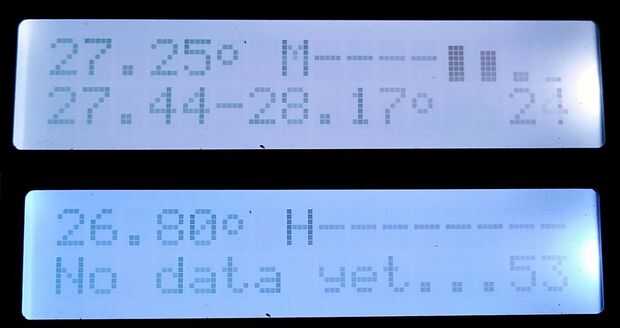 27.25° M----▮▮._
27.44-28.17° 24
26.80° H--------
No data yet...53